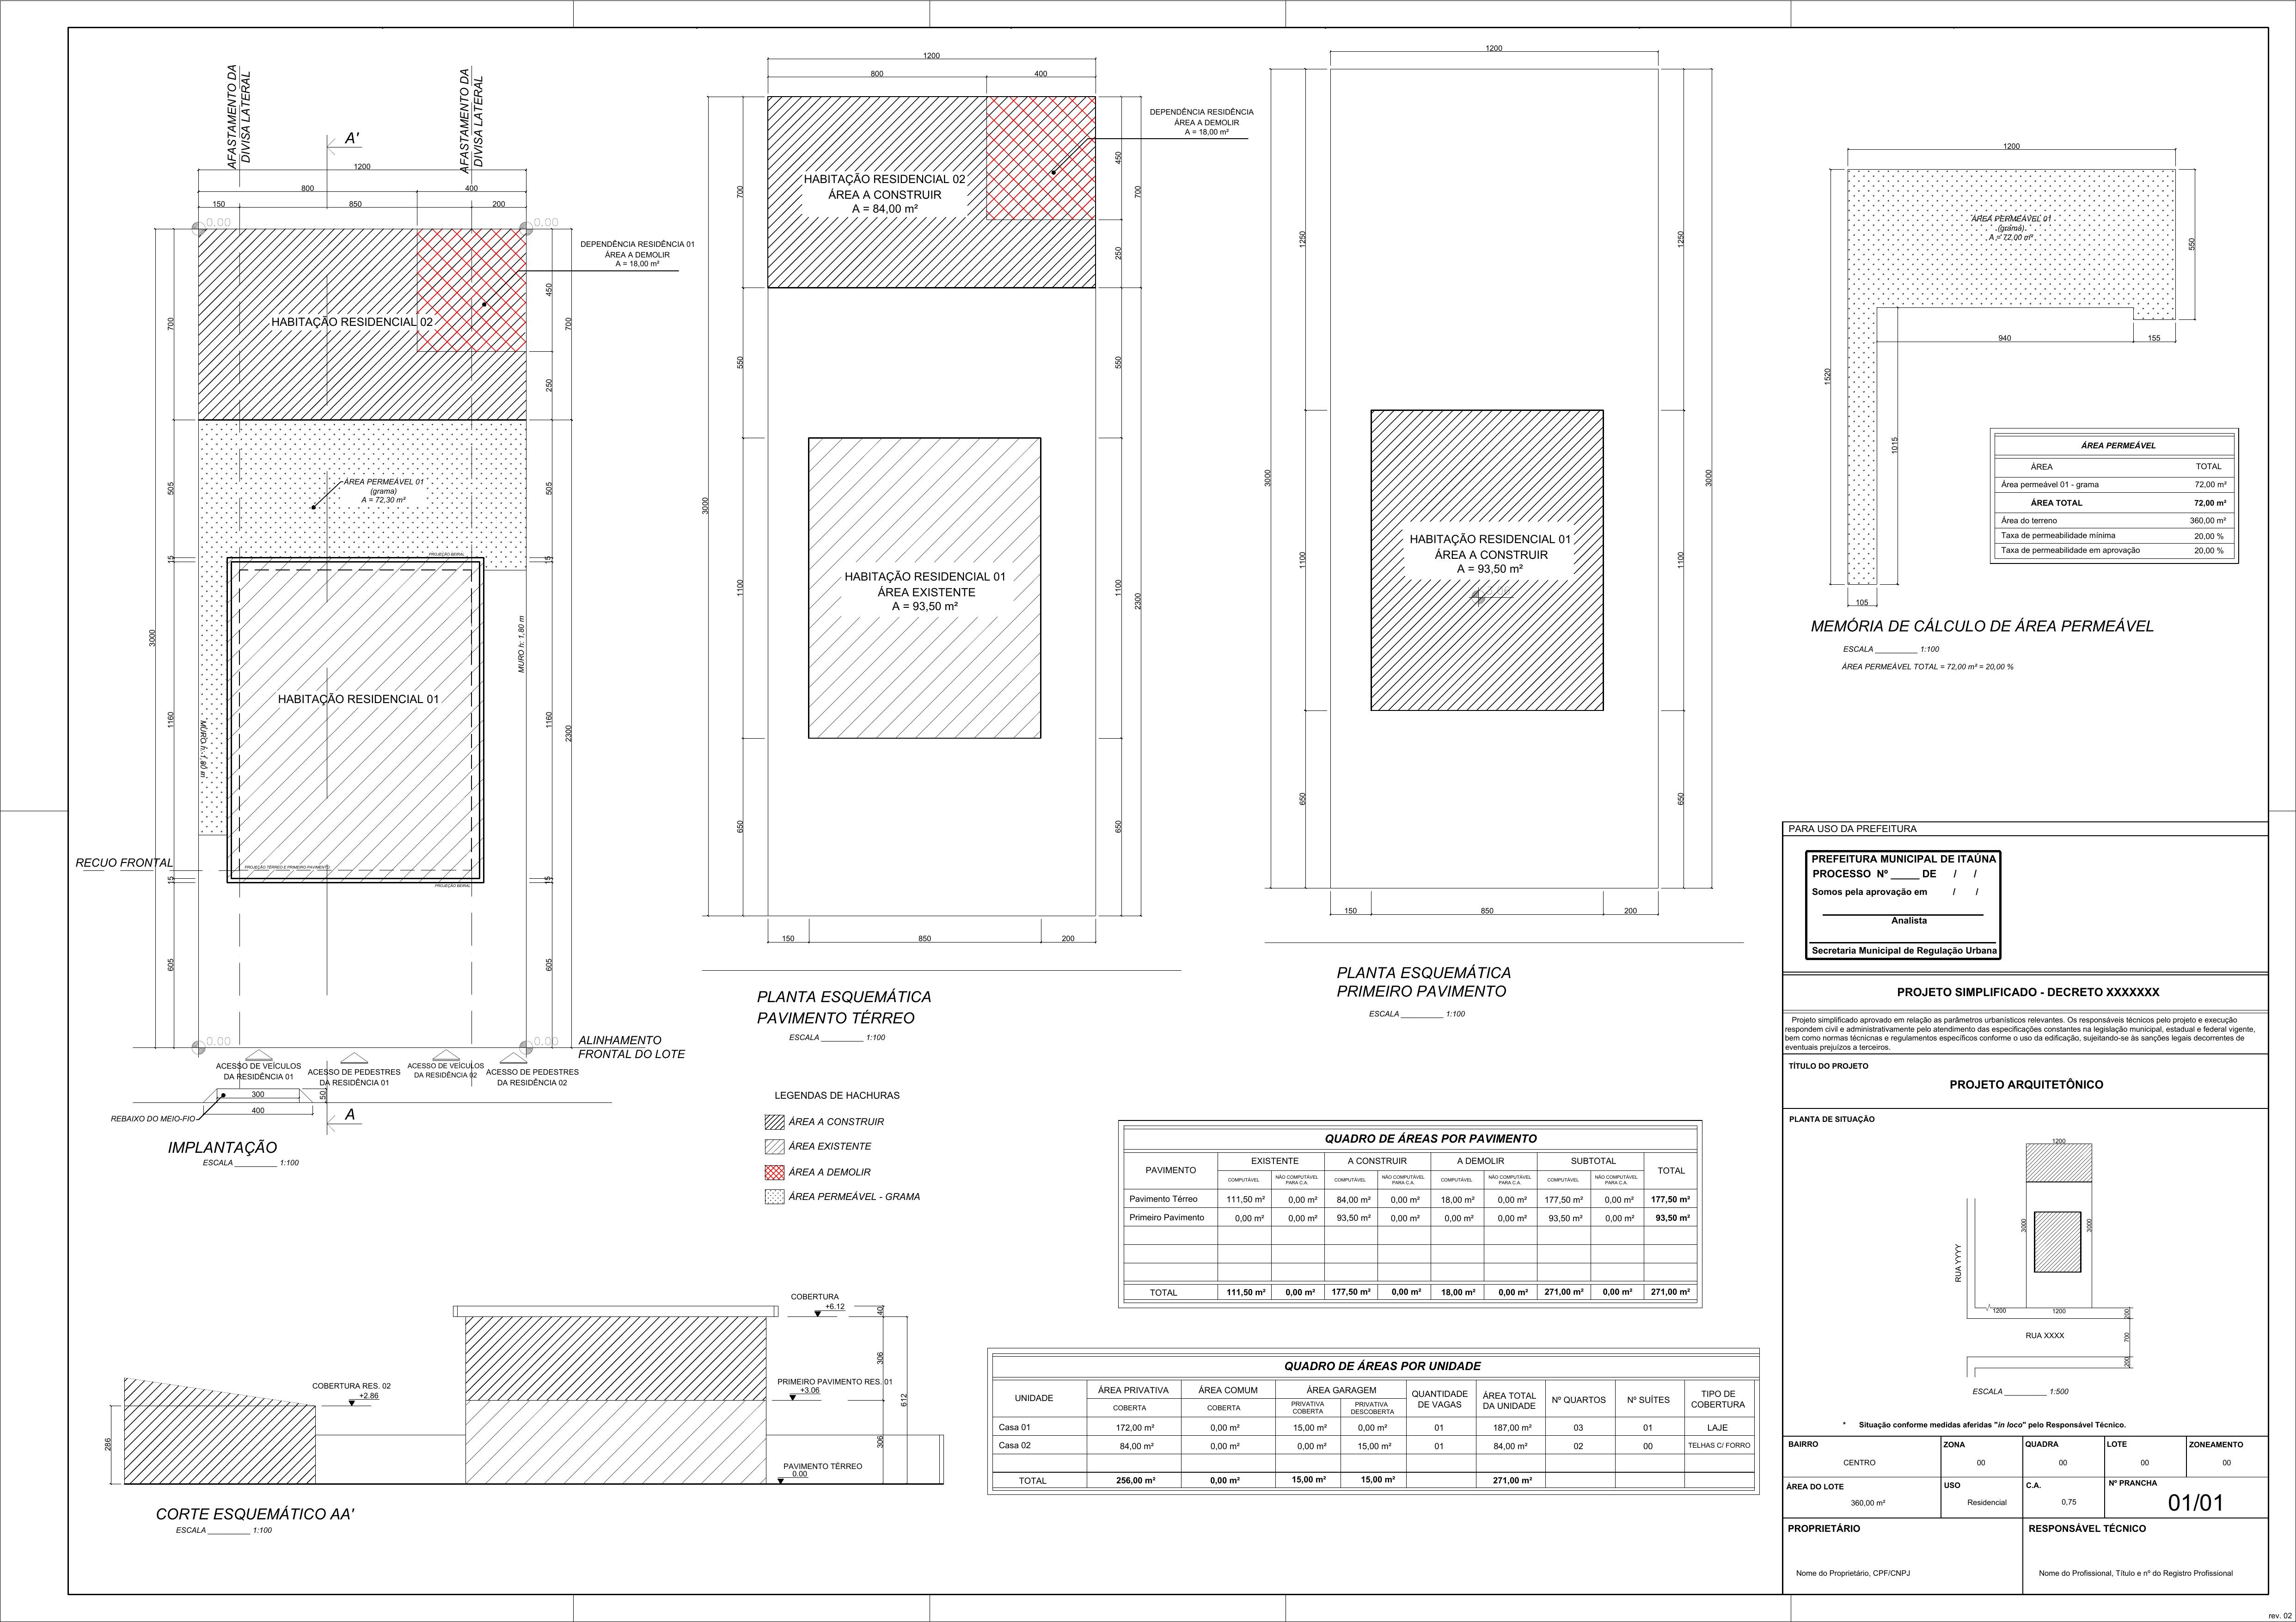 AFASTAMENTO DA
DIVISA LATERAL
AFASTAMENTO DA
DIVISA LATERAL
A'
1200
800
400
150
850
200
0.00
0.00
DEPENDÊNCIA RESIDÊNCIA 01
ÁREA A DEMOLIR
A = 18,00 m²
HABITAÇÃO RESIDENCIAL 02
700
450
250
700
505
505
ÁREA PERMEÁVEL 01
(grama)
A = 72,30 m²
15
15
PROJEÇÃO BEIRAL
3000
MURO h: 1,80 m
HABITAÇÃO RESIDENCIAL 01
MURO h: 1,80 m
1160
1160
2300
RECUO FRONTAL
PROJEÇÃO TÉRREO E PRIMEIRO PAVIMENTO
15
15
PROJEÇÃO BEIRAL
605
605
0.00
0.00
ALINHAMENTO
FRONTAL DO LOTE
ACESSO DE VEÍCULOS
DA RESIDÊNCIA 01
ACESSO DE PEDESTRES
DA RESIDÊNCIA 01
ACESSO DE VEÍCULOS
DA RESIDÊNCIA 02
ACESSO DE PEDESTRES
DA RESIDÊNCIA 02
300
400
50
REBAIXO DO MEIO-FIO
A
IMPLANTAÇÃO
ESCALA __________ 1:100
1200
800
400
DEPENDÊNCIA RESIDÊNCIA
ÁREA A DEMOLIR
A = 18,00 m²
HABITAÇÃO RESIDENCIAL 02
ÁREA A CONSTRUIR
A = 84,00 m²
700
450
250
700
550
550
3000
HABITAÇÃO RESIDENCIAL 01
ÁREA EXISTENTE
A = 93,50 m²
1100
1100
2300
650
650
150
850
200
PLANTA ESQUEMÁTICA
PAVIMENTO TÉRREO
ESCALA __________ 1:100
LEGENDAS DE HACHURAS
ÁREA A CONSTRUIR
ÁREA EXISTENTE
ÁREA A DEMOLIR
ÁREA PERMEÁVEL - GRAMA
1200
1250
1250
3000
3000
HABITAÇÃO RESIDENCIAL 01
ÁREA A CONSTRUIR
A = 93,50 m²
1100
1100
650
650
150
850
200
PLANTA ESQUEMÁTICA
PRIMEIRO PAVIMENTO
ESCALA __________ 1:100
1200
ÁREA PERMEÁVEL 01
(grama)
A = 72,00 m²
550
940
155
1520
1015
105
ÁREA PERMEÁVEL
ÁREA TOTAL
Área permeável 01 - grama 72,00 m²
ÁREA TOTAL 72,00 m²
Área do terreno 360,00 m²
Taxa de permeabilidade mínima 20,00 %
Taxa de permeabilidade em aprovação 20,00 %
MEMÓRIA DE CÁLCULO DE ÁREA PERMEÁVEL
ESCALA __________ 1:100
ÁREA PERMEÁVEL TOTAL = 72,00 m² = 20,00 %
QUADRO DE ÁREAS POR PAVIMENTO
PAVIMENTO EXISTENTE A CONSTRUIR A DEMOLIR SUBTOTAL TOTAL
COMPUTÁVEL NÃO COMPUTÁVEL PARA C.A. COMPUTÁVEL NÃO COMPUTÁVEL PARA C.A. COMPUTÁVEL NÃO COMPUTÁVEL PARA C.A. COMPUTÁVEL NÃO COMPUTÁVEL PARA C.A.
Pavimento Térreo 111,50 m² 0,00 m² 84,00 m² 0,00 m² 18,00 m² 0,00 m² 177,50 m² 0,00 m² 177,50 m²
Primeiro Pavimento 0,00 m² 0,00 m² 93,50 m² 0,00 m² 0,00 m² 0,00 m² 93,50 m² 0,00 m² 93,50 m²
TOTAL 111,50 m² 0,00 m² 177,50 m² 0,00 m² 18,00 m² 0,00 m² 271,00 m² 0,00 m² 271,00 m²
QUADRO DE ÁREAS POR UNIDADE
UNIDADE ÁREA PRIVATIVA ÁREA COMUM ÁREA GARAGEM QUANTIDADE DE VAGAS ÁREA TOTAL DA UNIDADE Nº QUARTOS Nº SUÍTES TIPO DE COBERTURA
COBERTA COBERTA PRIVATIVA COBERTA PRIVATIVA DESCOBERTA
Casa 01 172,00 m² 0,00 m² 15,00 m² 0,00 m² 01 187,00 m² 03 01 LAJE
Casa 02 84,00 m² 0,00 m² 0,00 m² 15,00 m² 01 84,00 m² 02 00 TELHAS C/ FORRO
TOTAL 256,00 m² 0,00 m² 15,00 m² 15,00 m² 271,00 m²
COBERTURA
+6.12
40
306
PRIMEIRO PAVIMENTO RES. 01
+3.06
612
COBERTURA RES. 02
+2.86
286
306
PAVIMENTO TÉRREO
0.00
CORTE ESQUEMÁTICO AA'
ESCALA __________ 1:100
PARA USO DA PREFEITURA
PREFEITURA MUNICIPAL DE ITAÚNA
PROCESSO Nº _____ DE / /
Somos pela aprovação em / /
Analista
Secretaria Municipal de Regulação Urbana
PROJETO SIMPLIFICADO - DECRETO XXXXXXX
Projeto simplificado aprovado em relação as parâmetros urbanísticos relevantes. Os responsáveis técnicos pelo projeto e execução
respondem civil e administrativamente pelo atendimento das especificações constantes na legislação municipal, estadual e federal vigente,
bem como normas técnicnas e regulamentos específicos conforme o uso da edificação, sujeitando-se às sanções legais decorrentes de
eventuais prejuízos a terceiros.
TÍTULO DO PROJETO
PROJETO ARQUITETÔNICO
PLANTA DE SITUAÇÃO
1200
3000
3000
RUA YYYY
1200
1200
200
RUA XXXX
700
200
ESCALA __________ 1:500
* Situação conforme medidas aferidas "in loco" pelo Responsável Técnico.
BAIRRO ZONA QUADRA LOTE ZONEAMENTO
CENTRO 00 00 00 00
ÁREA DO LOTE USO C.A. Nº PRANCHA
360,00 m² Residencial 0,75 01/01
PROPRIETÁRIO RESPONSÁVEL TÉCNICO
Nome do Proprietário, CPF/CNPJ Nome do Profissional, Título e nº do Registro Profissional
rev. 02